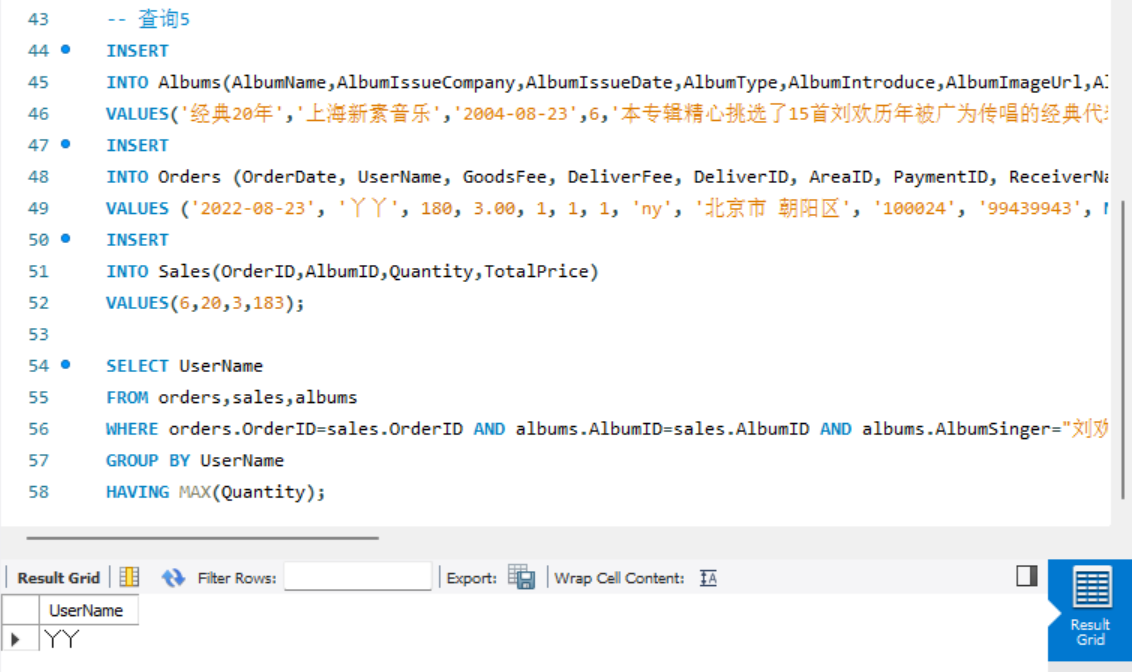 43 -- 查询5
44 INSERT
45 INTO Albums(AlbumName,AlbumIssueCompany,AlbumIssueDate,AlbumType,AlbumIntroduce,AlbumImageUrl,
46 VALUES('经典20年','上海新素音乐','2004-08-23',6,'本专辑精心挑选了15首刘欢历年被广为传唱的经典代
47 INSERT
48 INTO Orders (OrderDate, UserName, GoodsFee, DeliverFee, DeliverID, AreaID, PaymentID,
49 VALUES ('2022-08-23', '丫丫', 180, 3.00, 1, 1, 1, 'ny', '北京市 朝阳区', '100024', '99439943',
50 INSERT
51 INTO Sales(OrderID,AlbumID,Quantity,TotalPrice)
52 VALUES(6,20,3,183);
53
54 SELECT UserName
55 FROM orders,sales,albums
56 WHERE orders.OrderID=sales.OrderID AND albums.AlbumID=sales.AlbumID AND albums.AlbumSinger="刘欢
57 GROUP BY UserName
58 HAVING MAX(Quantity);
Result Grid Filter Rows: Export: Wrap Cell Content:
UserName
丫丫
Result
Grid